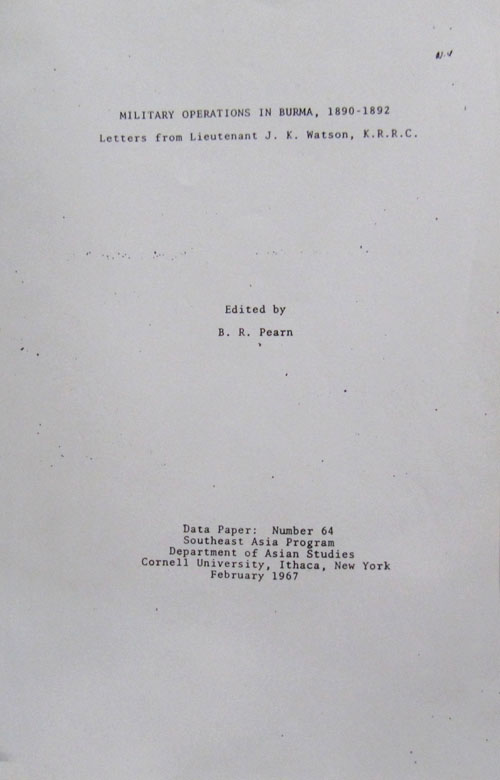 MILITARY OPERATIONS IN BURMA, 1890-1892
Letters from Lieutenant J. K. Watson, K.R.R.C.
Edited by
B. R. Pearn
Data Paper: Number 64
Southeast Asia Program
Department of Asian Studies
Cornell University, Ithaca, New York
February 1967